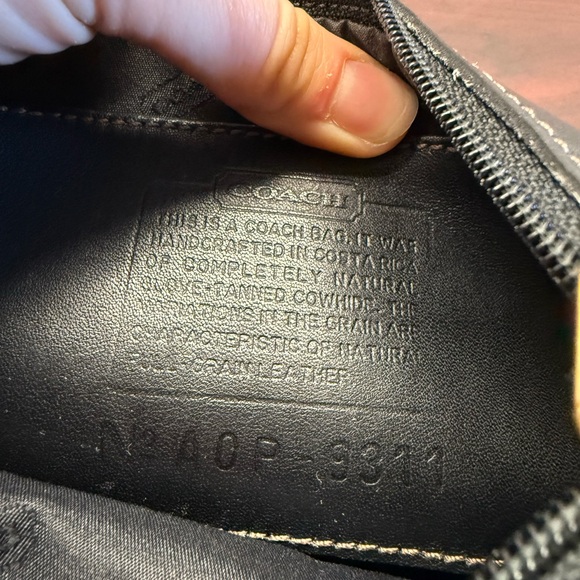 COACH
THIS IS A COACH BAG. IT WAS
HANDCRAFTED IN COSTA RICA
OF COMPLETELY NATURAL
GLOVE-TANNED COWHIDE. THE
VARIATIONS IN THE GRAIN ARE
CHARACTERISTIC OF NATURAL
FULL-GRAIN LEATHER
No A0P-9311